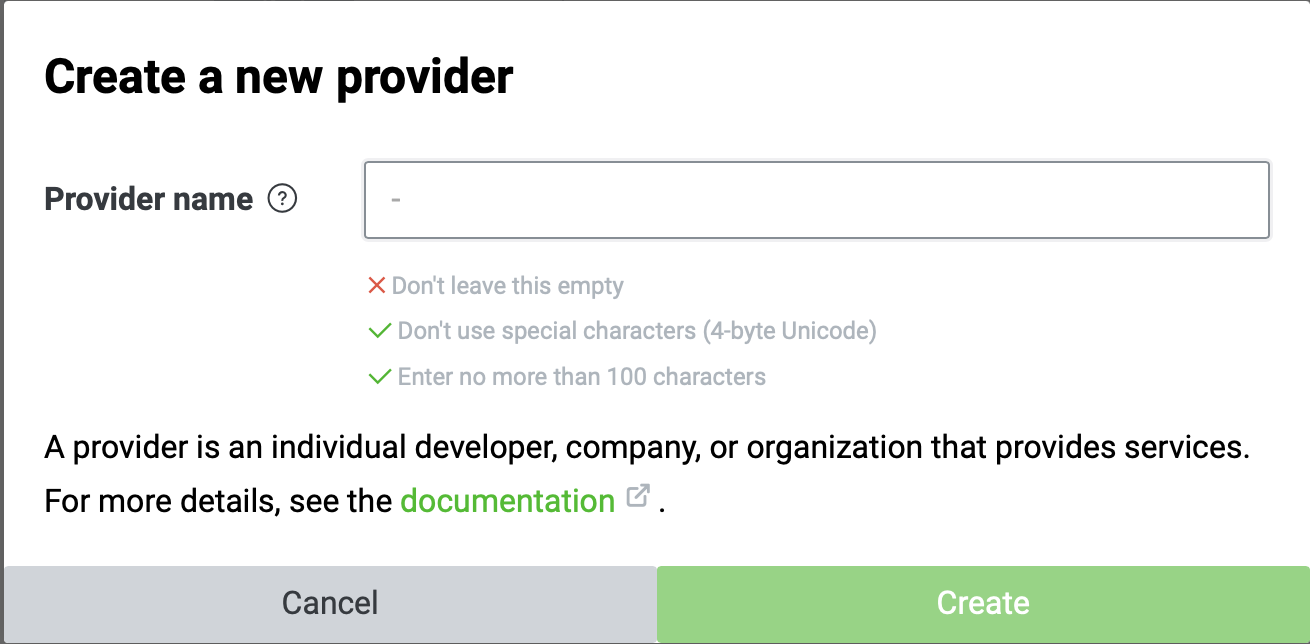 Create a new provider
Provider name ?
-
Don't leave this empty
Don't use special characters (4-byte Unicode)
Enter no more than 100 characters
A provider is an individual developer, company, or organization that provides services.
For more details, see the documentation .
Cancel
Create